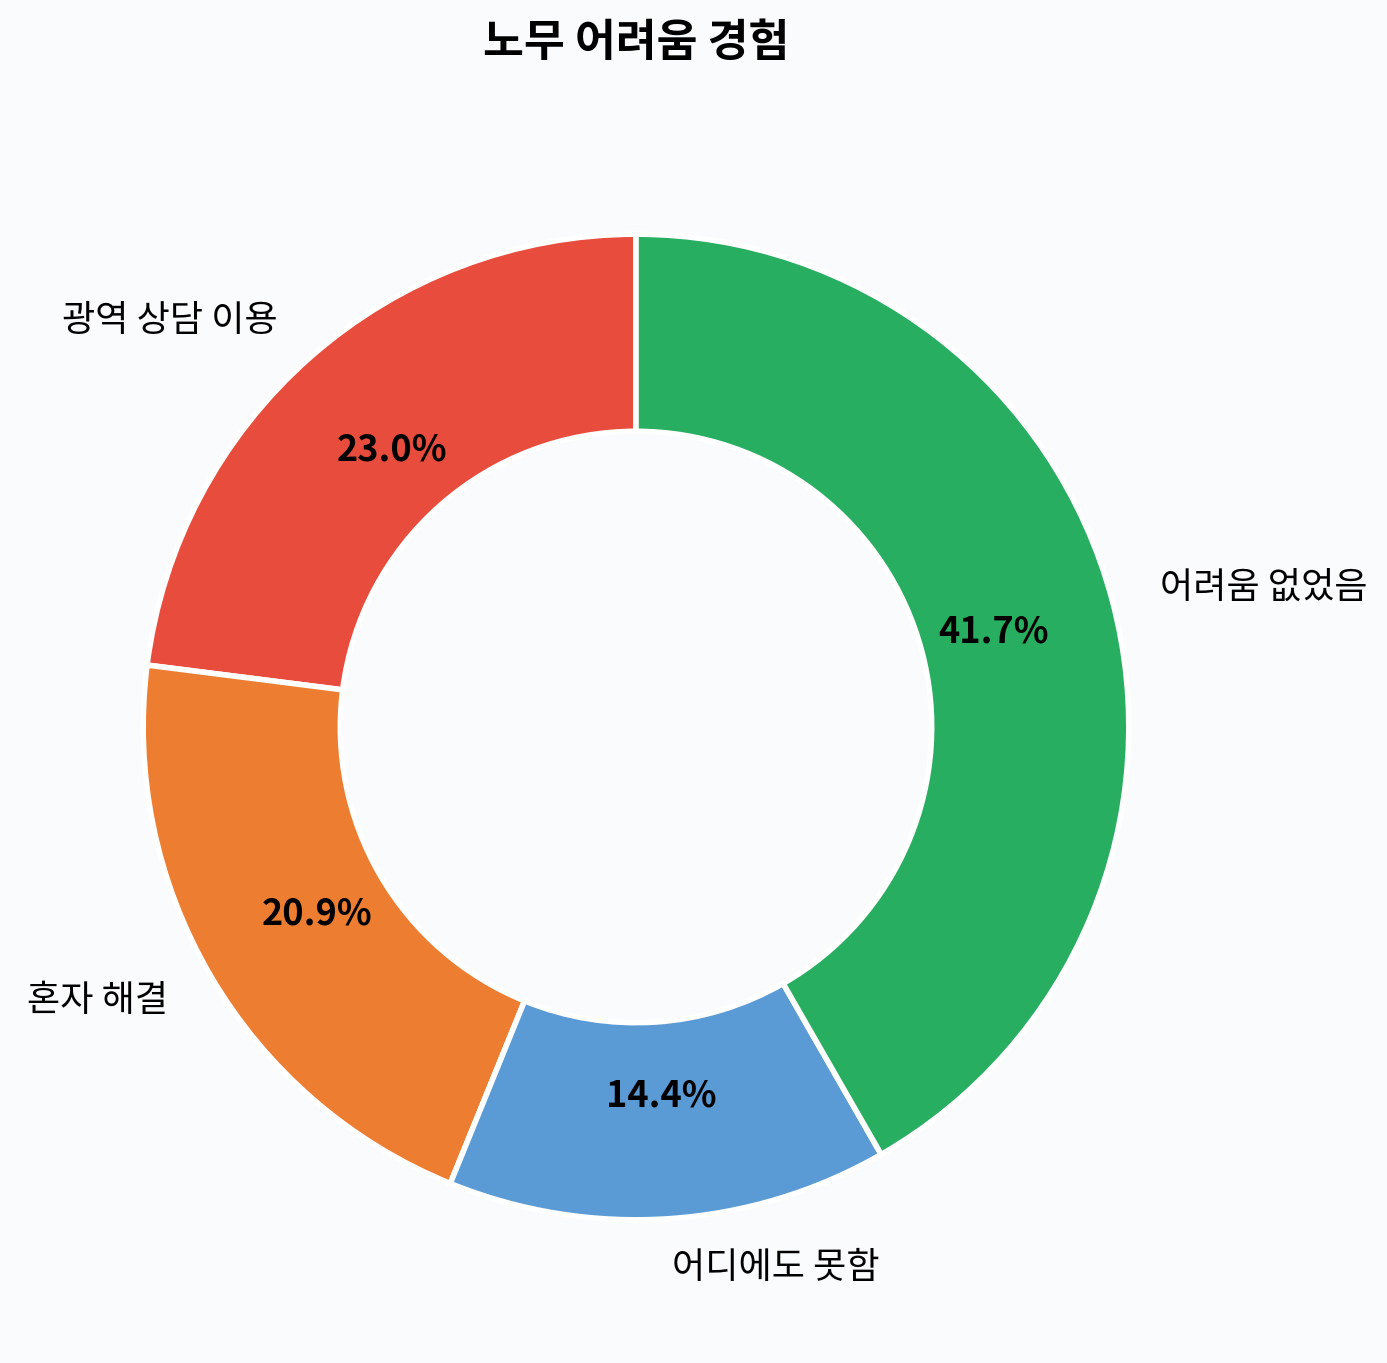 노무 어려움 경험
광역 상담 이용
23.0%
어려움 없었음
41.7%
20.9%
혼자 해결
14.4%
어디에도 못함